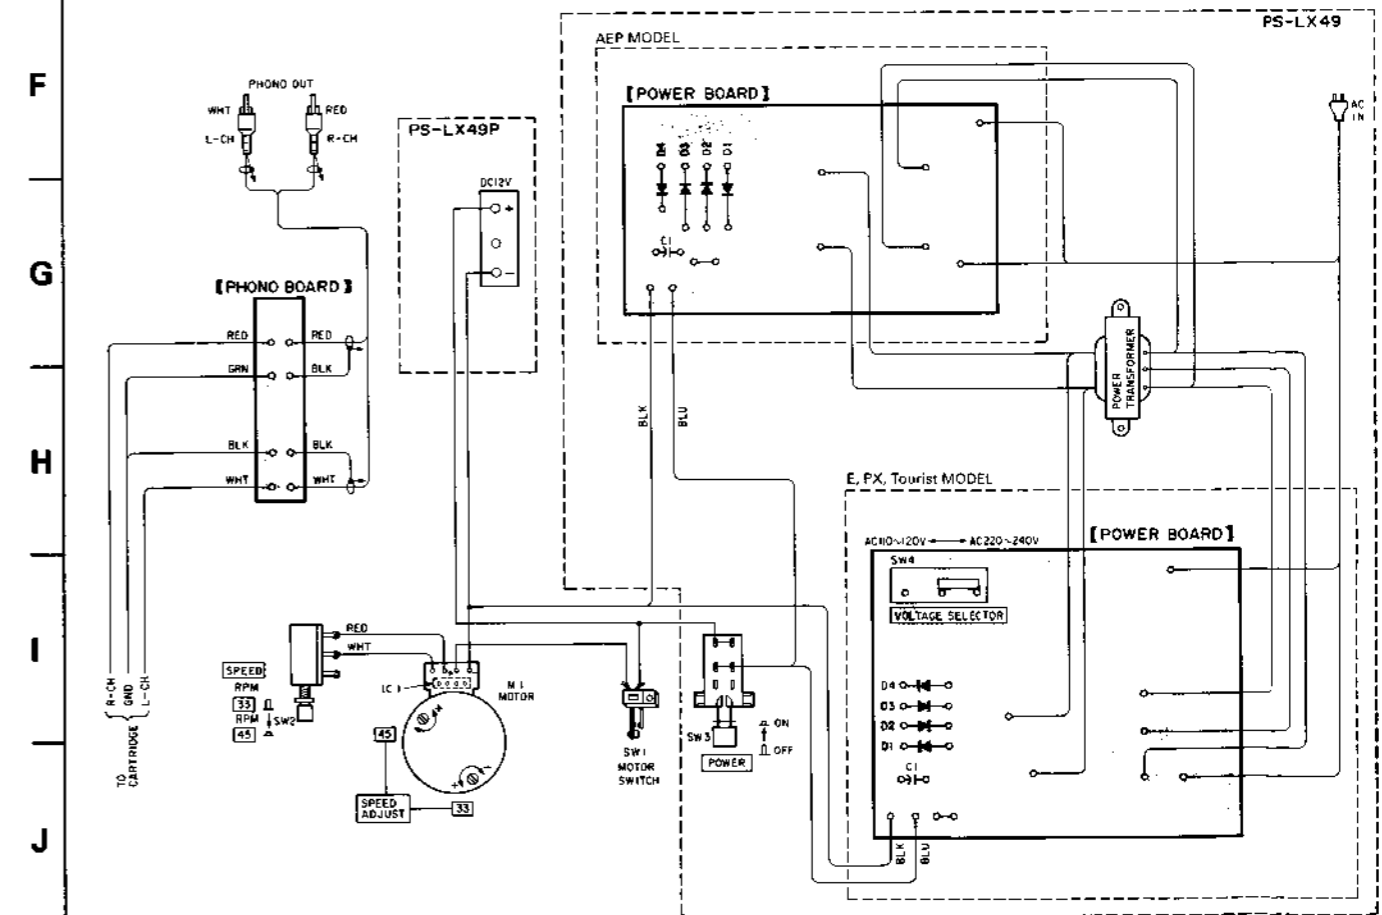 PS-LX49
AEP MODEL
F
PHONO OUT
[POWER BOARD]
WHT
RED
AC IN
L-CH
R-CH
PS-LX49P
D4
D3
D2
D1
DC12V
+
C1
G
−
[PHONO BOARD]
RED
RED
GRN
BLK
POWER
TRANSFORMER
BLK
BLU
BLK
BLK
H
WHT
WHT
E, PX, Tourist MODEL
AC110~120V
AC220~240V
[POWER BOARD]
SW4
VOLTAGE SELECTOR
RED
I
WHT
SPEED
RPM
33
RPM
45
SW2
IC1
M1
MOTOR
D4
D3
D2
D1
C1
R-CH
GND
L-CH
TO
CARTRIDGE
45
SW1
MOTOR
SWITCH
SW3
ON
OFF
POWER
SPEED
ADJUST
33
+
−
J
BLK
BLU